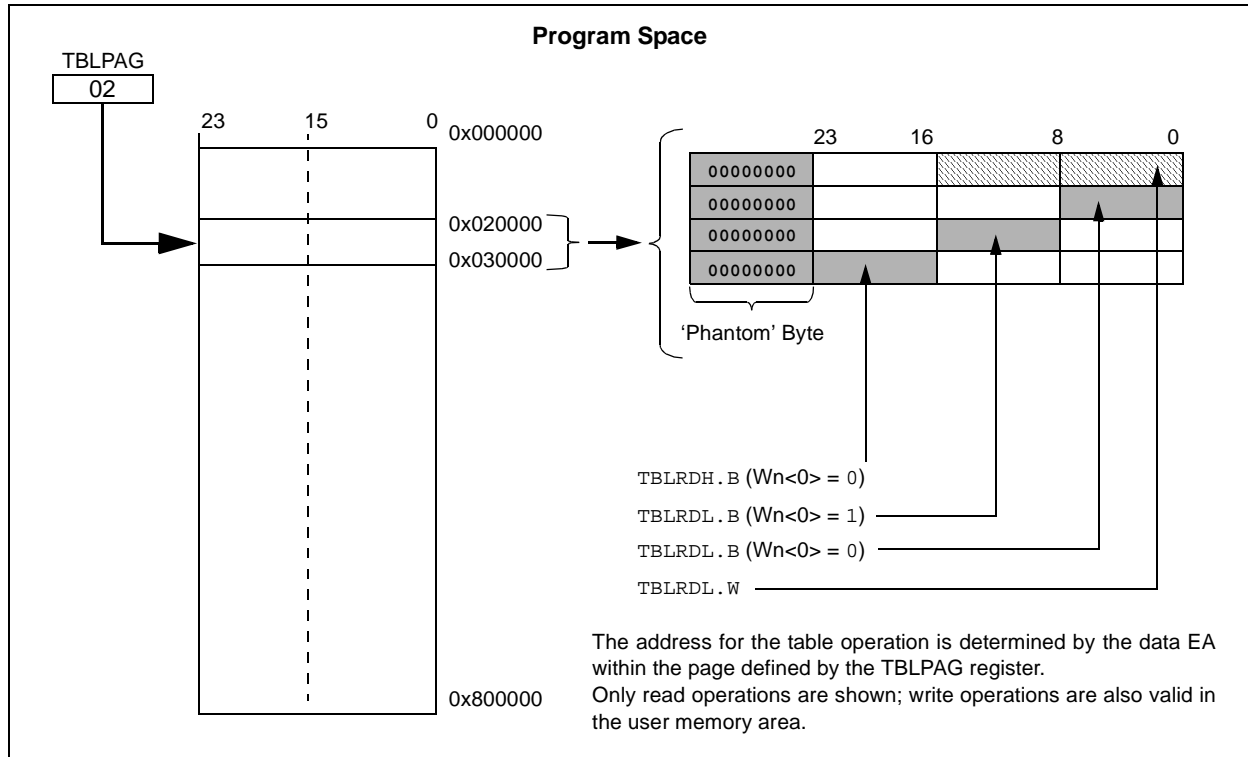 Program Space
TBLPAG
02
23 15 0
0x000000
0x020000
0x030000
0x800000
23 16 8 0
00000000
00000000
00000000
00000000
‘Phantom’ Byte
TBLRDH.B (Wn<0> = 0)
TBLRDL.B (Wn<0> = 1)
TBLRDL.B (Wn<0> = 0)
TBLRDL.W
The address for the table operation is determined by the data EA
within the page defined by the TBLPAG register.
Only read operations are shown; write operations are also valid in
the user memory area.